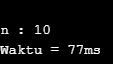 n : 10
Waktu = 77ms